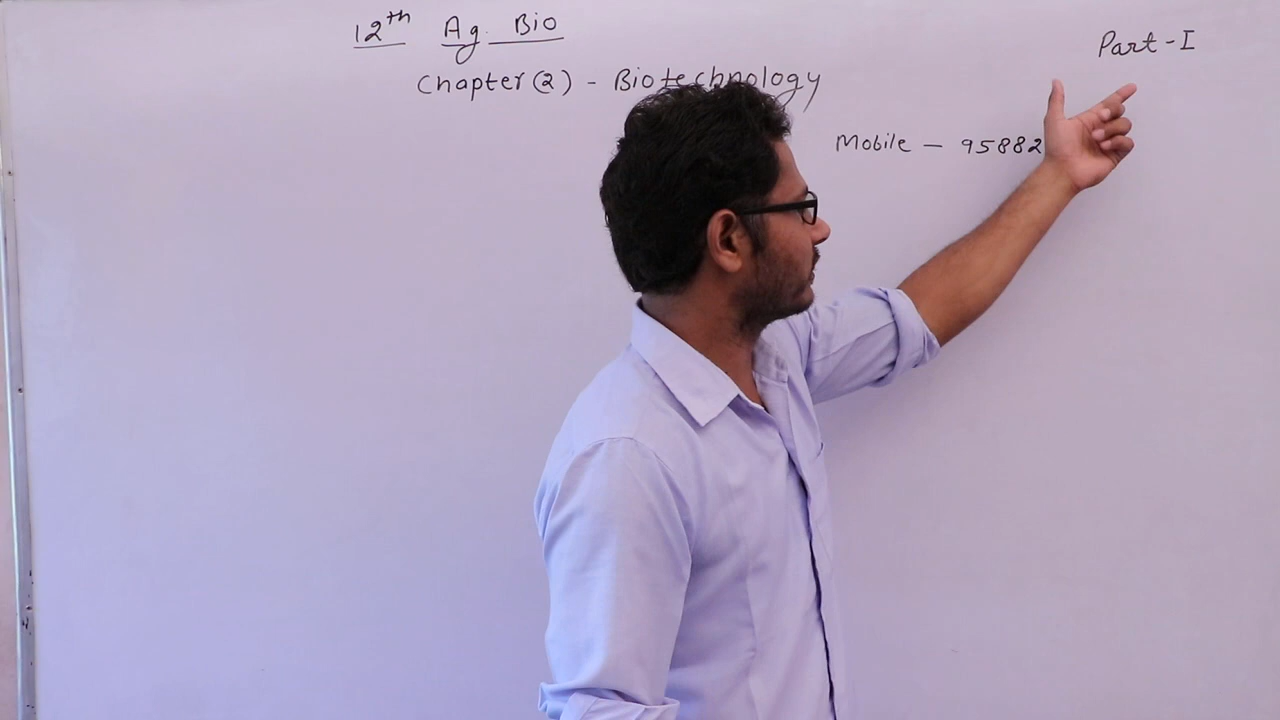 12th Ag. Bio
Part-I
Chapter (2) - Biotechnology
Mobile - 95882